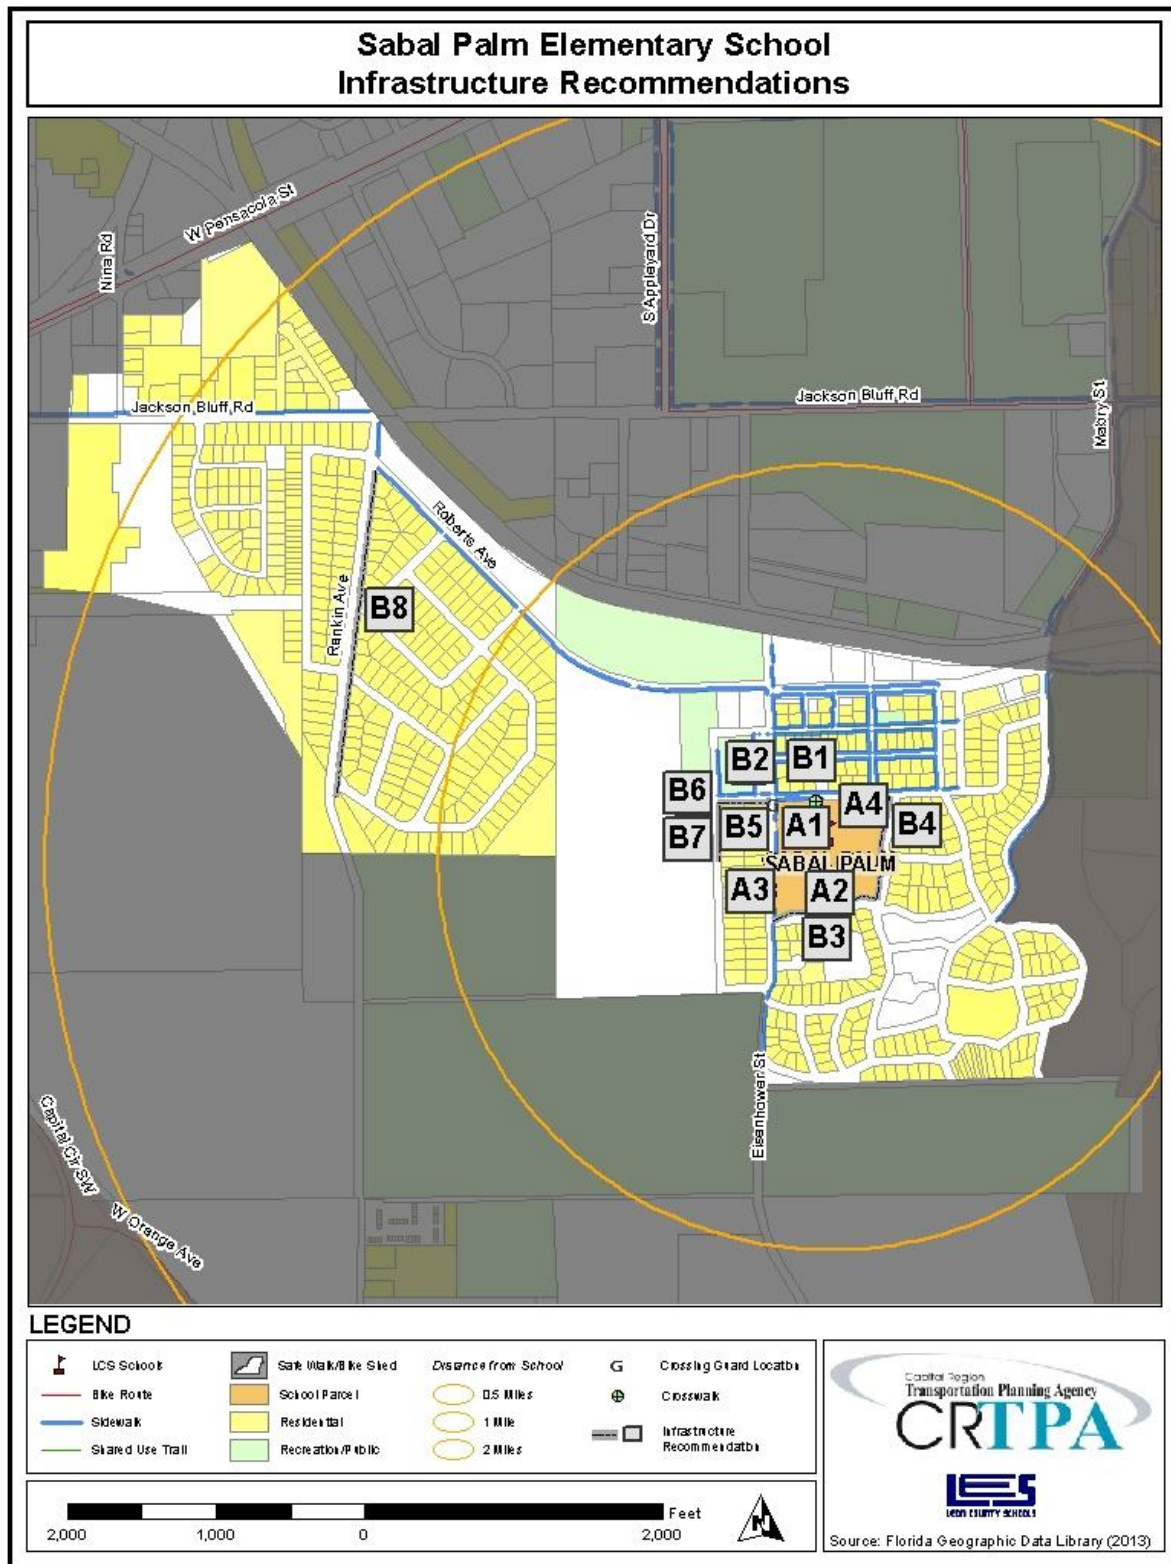 Sabal Palm Elementary School
Infrastructure Recommendations
W Pensacola St
Nina Rd
S Appleyard Dr
Mabry St
Jackson Bluff Rd
Jackson Bluff Rd
Roberts Ave
Rankin Ave
B8
B2
B1
B6
A4
B7
B5
A1
B4
SABAL PALM
A3
A2
B3
Eisenhower St
Capital Cir SW
W Orange Ave
LEGEND
LCS Schools
Bike Route
Sidewalk
Shared Use Trail
Safe Walk/Bike Shed
School Parcel
Residential
Recreation/Public
Distance from School
0.5 Miles
1 Mile
2 Miles
G Crossing Guard Location
Crosswalk
Infrastructure
Recommendation
Feet
2,000 1,000 0 2,000
N
Capital Region
Transportation Planning Agency
CRTPA
LCS
LEON COUNTY SCHOOLS
Source: Florida Geographic Data Library (2013)